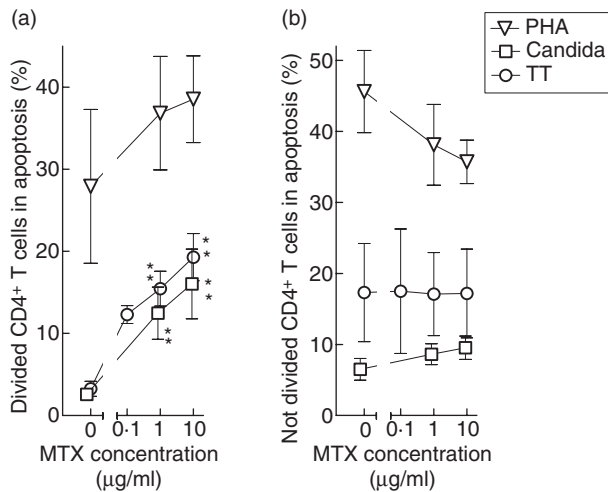 (a)
Divided CD4+ T cells in apoptosis (%)
40
30
20
10
0
* *
* *
* *
* *
0 0·1 1 10
MTX concentration
(µg/ml)
(b)
Not divided CD4+ T cells in apoptosis (%)
50
40
30
20
10
0
0 0·1 1 10
MTX concentration
(µg/ml)
PHA
Candida
TT